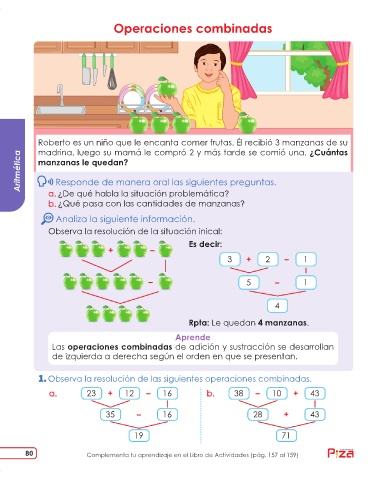 Operaciones combinadas
Roberto es un niño que le encanta comer frutas. Él recibió 3 manzanas de su
madrina, luego su mamá le compró 2 y más tarde se comió una. ¿Cuántas
manzanas le quedan?
Aritmética
Responde de manera oral las siguientes preguntas.
a. ¿De qué habla la situación problemática?
b. ¿Qué pasa con las cantidades de manzanas?
Analiza la siguiente información.
Observa la resolución de la situación inical:
Es decir:
+ –
3 + 2 – 1
–
5 – 1
4
Rpta: Le quedan 4 manzanas.
Aprende
Las operaciones combinadas de adición y sustracción se desarrollan
de izquierda a derecha según el orden en que se presentan.
1. Observa la resolución de las siguientes operaciones combinadas.
a. 23 + 12 – 16
35 – 16
19
b. 38 – 10 + 43
28 + 43
71
80
Complementa tu aprendizaje en el Libro de Actividades (pág. 157 al 159)
Piza